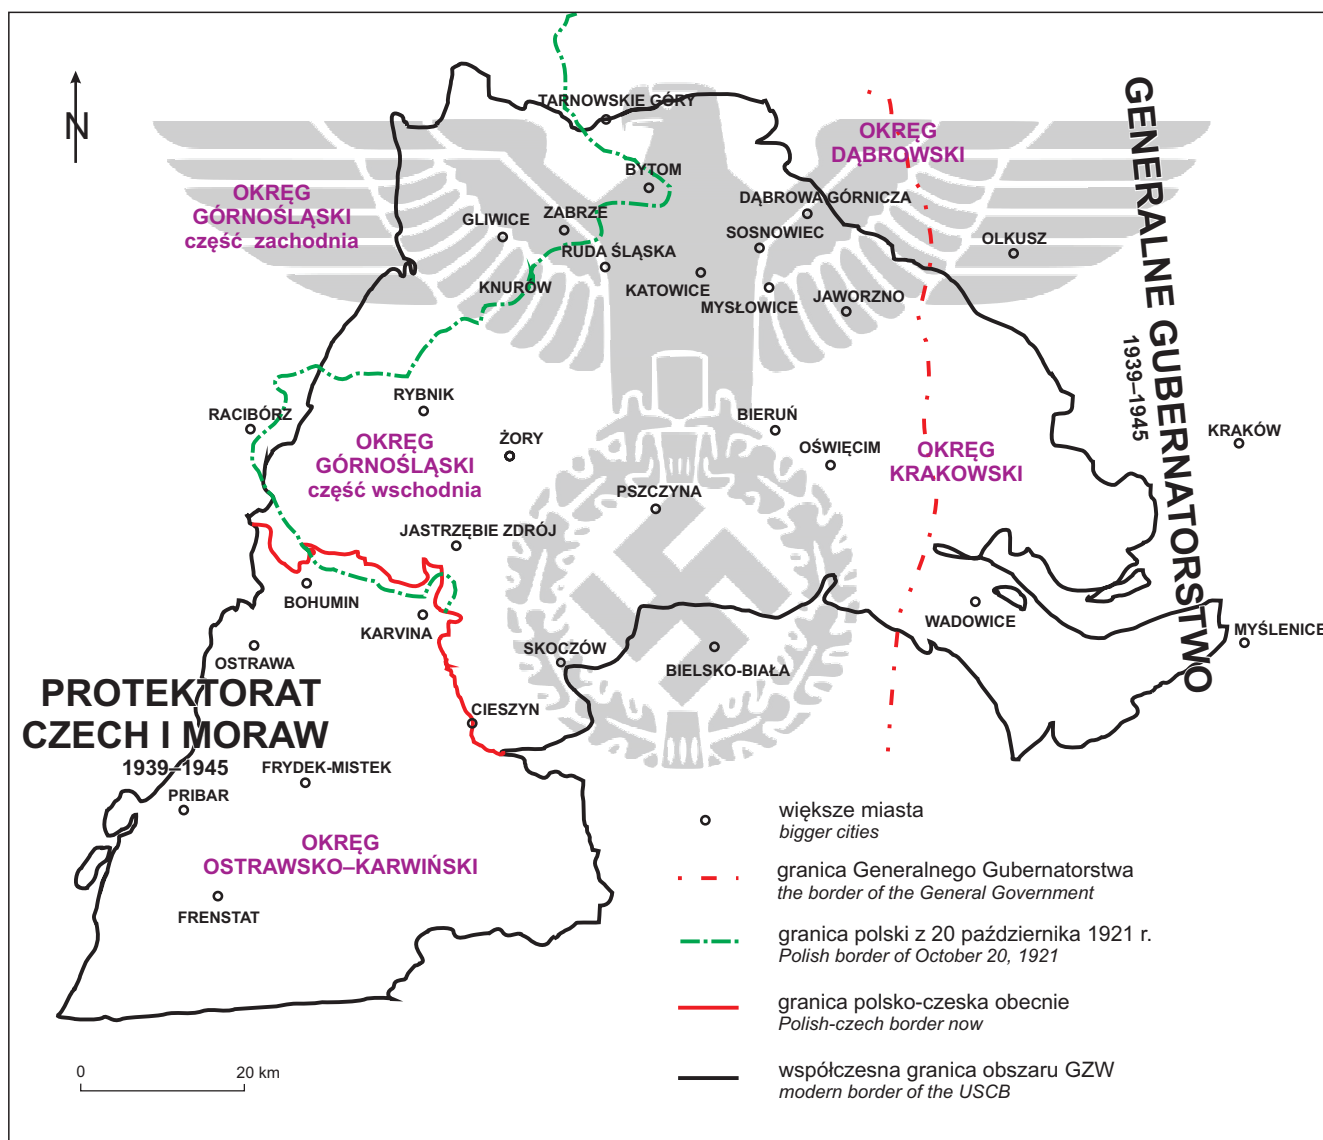 N
TARNOWSKIE GÓRY
OKRĘG
DĄBROWSKI
GENERALNE GUBERNATORSTWO
1939–1945
BYTOM
OKRĘG
GÓRNOŚLĄSKI
część zachodnia
DĄBROWA GÓRNICZA
ZABRZE
GLIWICE
SOSNOWIEC
OLKUSZ
RUDA ŚLĄSKA
KNURÓW
KATOWICE
MYSŁOWICE
JAWORZNO
RYBNIK
RACIBÓRZ
BIERUŃ
KRAKÓW
OKRĘG
GÓRNOŚLĄSKI
część wschodnia
ŻORY
OŚWIĘCIM
OKRĘG
KRAKOWSKI
PSZCZYNA
JASTRZĘBIE ZDRÓJ
BOHUMIN
KARVINA
WADOWICE
MYŚLENICE
OSTRAWA
SKOCZÓW
BIELSKO-BIAŁA
PROTEKTORAT
CZECH I MORAW
1939–1945
CIESZYN
FRYDEK-MISTEK
PRIBAR
OKRĘG
OSTRAWSKO–KARWIŃSKI
FRENSTAT
większe miasta
bigger cities
granica Generalnego Gubernatorstwa
the border of the General Government
granica polski z 20 października 1921 r.
Polish border of October 20, 1921
granica polsko-czeska obecnie
Polish-czech border now
współczesna granica obszaru GZW
modern border of the USCB
0 20 km